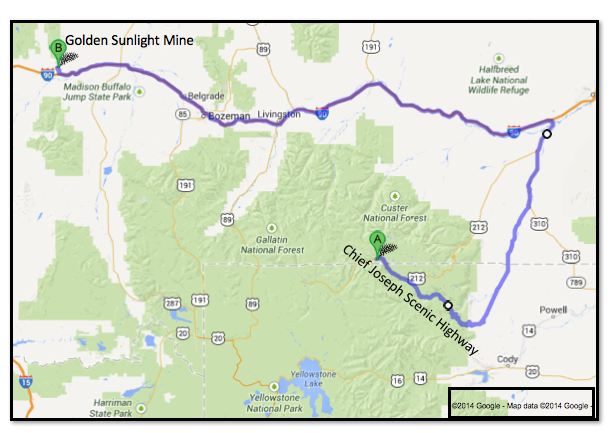 B
Golden Sunlight Mine
89
191
90
Halfbreed
Lake National
Wildlife Refuge
Madison Buffalo
Jump State Park
Belgrade
85
Bozeman
Livingston
90
90
191
Custer
National Forest
89
212
310
Gallatin
National Forest
A
212
310
Chief Joseph Scenic Highway
789
287
191
89
Powell
20
20
14
Cody
15
Yellowstone
Lake
16
14
Yellowstone
National Park
20
Harriman
State Park
©2014 Google - Map data ©2014 Google -